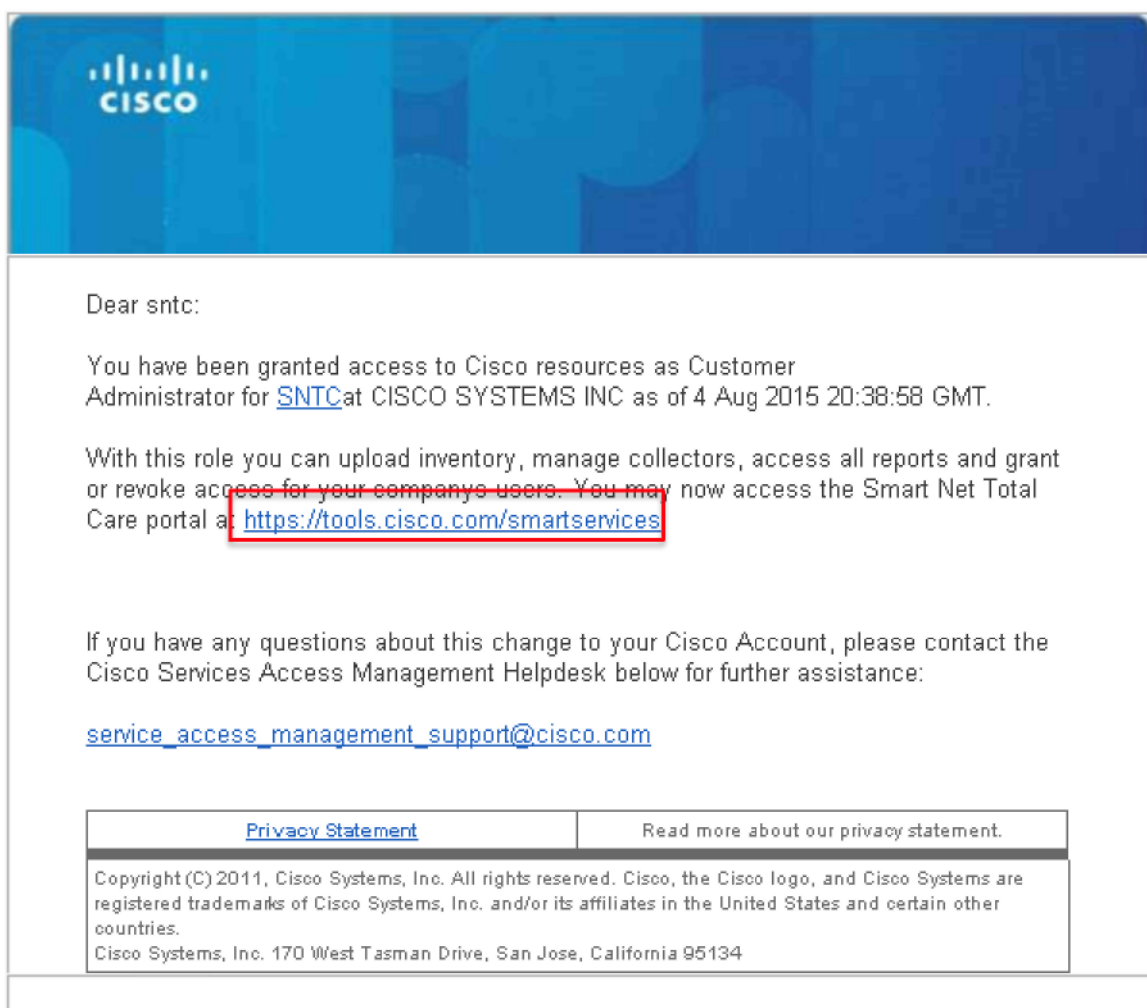 CISCO
Dear sntc:
You have been granted access to Cisco resources as Customer
Administrator for SNTCat CISCO SYSTEMS INC as of 4 Aug 2015 20:38:58 GMT.
With this role you can upload inventory, manage collectors, access all reports and grant
or revoke access for your companys users. You may now access the Smart Net Total
Care portal at https://tools.cisco.com/smartservices
If you have any questions about this change to your Cisco Account, please contact the
Cisco Services Access Management Helpdesk below for further assistance:
service_access_management_support@cisco.com
Privacy Statement
Read more about our privacy statement.
Copyright (C) 2011, Cisco Systems, Inc. All rights reserved. Cisco, the Cisco logo, and Cisco Systems are
registered trademarks of Cisco Systems, Inc. and/or its affiliates in the United States and certain other
countries.
Cisco Systems, Inc. 170 West Tasman Drive, San Jose, California 95134